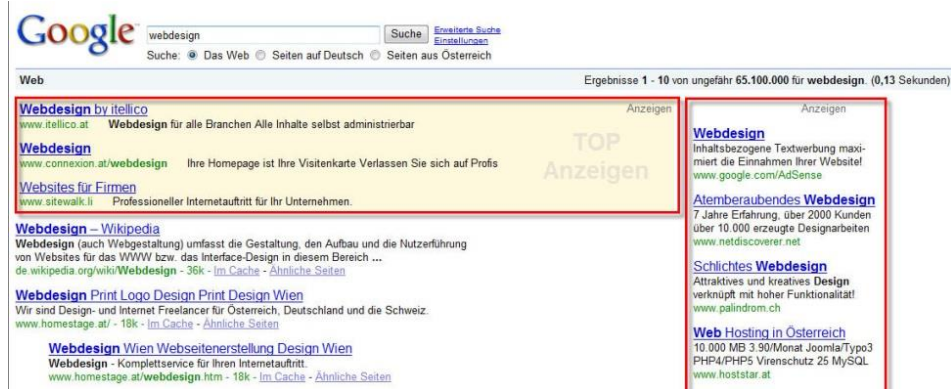 Google
webdesign
Suche
Erweiterte Suche
Einstellungen
Suche: Das Web Seiten auf Deutsch Seiten aus Österreich
Web
Ergebnisse 1 - 10 von ungefähr 65.100.000 für webdesign. (0,13 Sekunden)
Webdesign by itellico
Anzeigen
www.itellico.at Webdesign für alle Branchen Alle Inhalte selbst administrierbar
Webdesign
www.connexion.at/webdesign Ihre Homepage ist Ihre Visitenkarte Verlassen Sie sich auf Profis
Websites für Firmen
www.sitewalk.li Professioneller Internetauftritt für Ihr Unternehmen.
TOP
Anzeigen
Webdesign – Wikipedia
Webdesign (auch Webgestaltung) umfasst die Gestaltung, den Aufbau und die Nutzerführung
von Websites für das WWW bzw. das Interface-Design in diesem Bereich ...
de.wikipedia.org/wiki/Webdesign - 36k - Im Cache - Ähnliche Seiten
Webdesign Print Logo Design Print Design Wien
Wir sind Design- und Internet Freelancer für Österreich, Deutschland und die Schweiz.
www.homestage.at/ - 18k - Im Cache - Ähnliche Seiten
Webdesign Wien Webseitenerstellung Design Wien
Webdesign - Komplettservice für Ihren Internetauftritt.
www.homestage.at/webdesign.htm - 18k - Im Cache - Ähnliche Seiten
Anzeigen
Webdesign
Inhaltsbezogene Textwerbung maxi-
miert die Einnahmen Ihrer Website!
www.google.com/AdSense
Atemberaubendes Webdesign
7 Jahre Erfahrung, über 2000 Kunden
über 10.000 erzeugte Designarbeiten
www.netdiscoverer.net
Schlichtes Webdesign
Attraktives und kreatives Design
verknüpft mit hoher Funktionalität!
www.palindrom.ch
Web Hosting in Österreich
10.000 MB 3.90/Monat Joomla/Typo3
PHP4/PHP5 Virenschutz 25 MySQL
www.hoststar.at